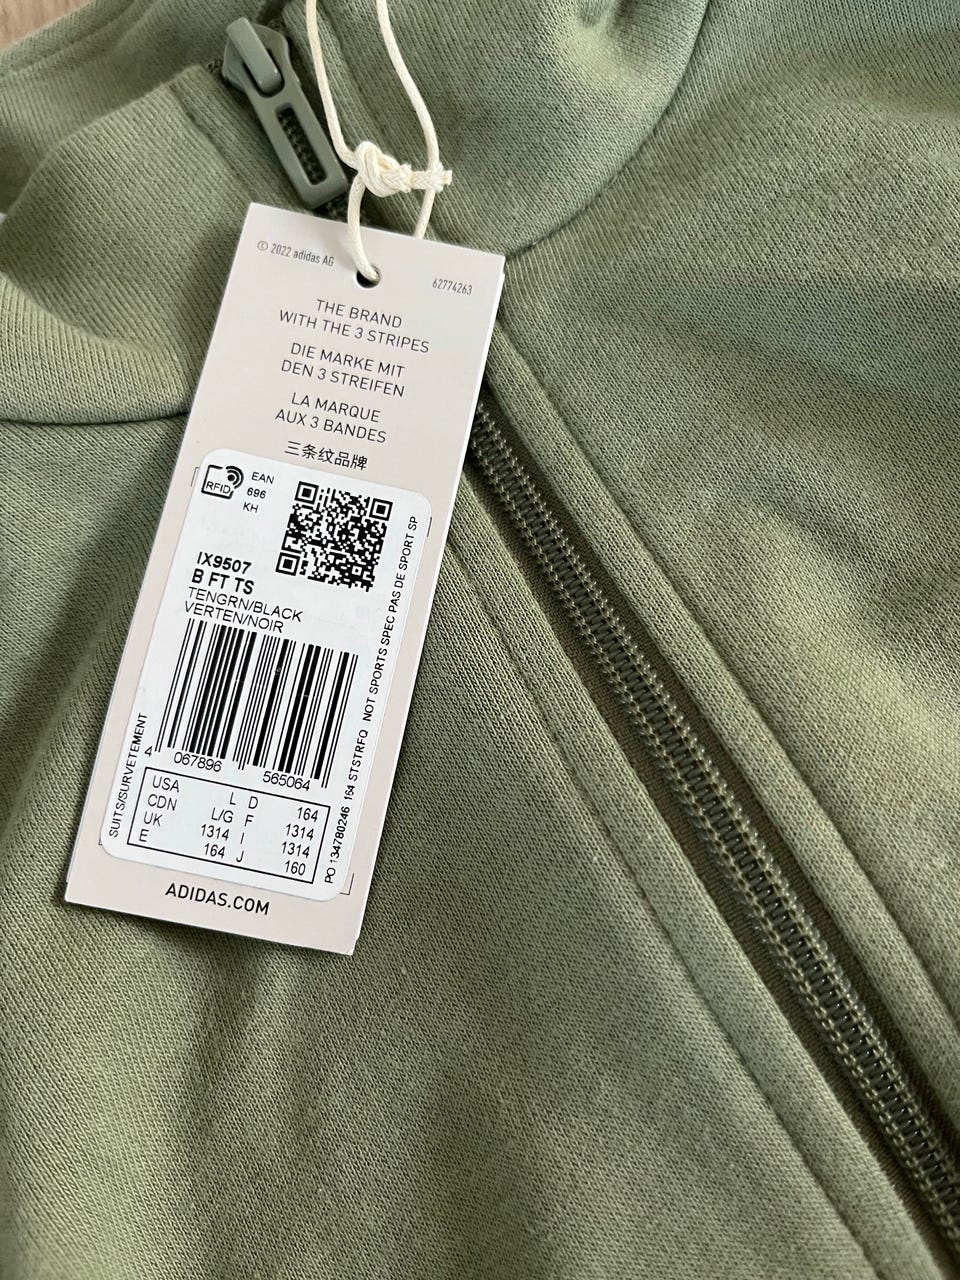 © 2022 adidas AG
62774263
THE BRAND
WITH THE 3 STRIPES
DIE MARKE MIT
DEN 3 STREIFEN
LA MARQUE
AUX 3 BANDES
三条纹品牌
RFID
EAN
696
KH
IX9507
B FT TS
TENGRN/BLACK
VERTEN/NOIR
4 067896 565064
USA L D 164
CDN L/G F 1314
UK 1314 I 1314
E 164 J 160
SUITS/SURVETEMENT
PO 134780246 164 STSTRFQ NOT SPORTS SPEC PAS DE SPORT SP
ADIDAS.COM